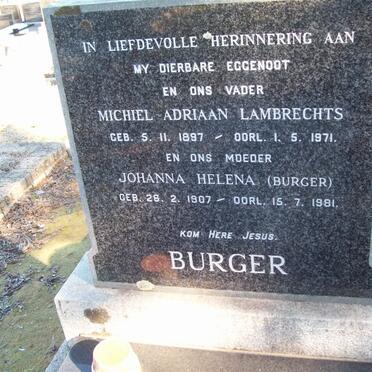 IN LIEFDEVOLLE HERINNERING AAN
MY DIERBARE EGGENOOT
EN ONS VADER
MICHIEL ADRIAAN LAMBRECHTS
GEB. 5. 11. 1897 - OORL. 1. 5. 1971.
EN ONS MOEDER
JOHANNA HELENA (BURGER)
GEB. 28. 2. 1907 - OORL. 15. 7. 1981.
KOM HERE JESUS.
BURGER